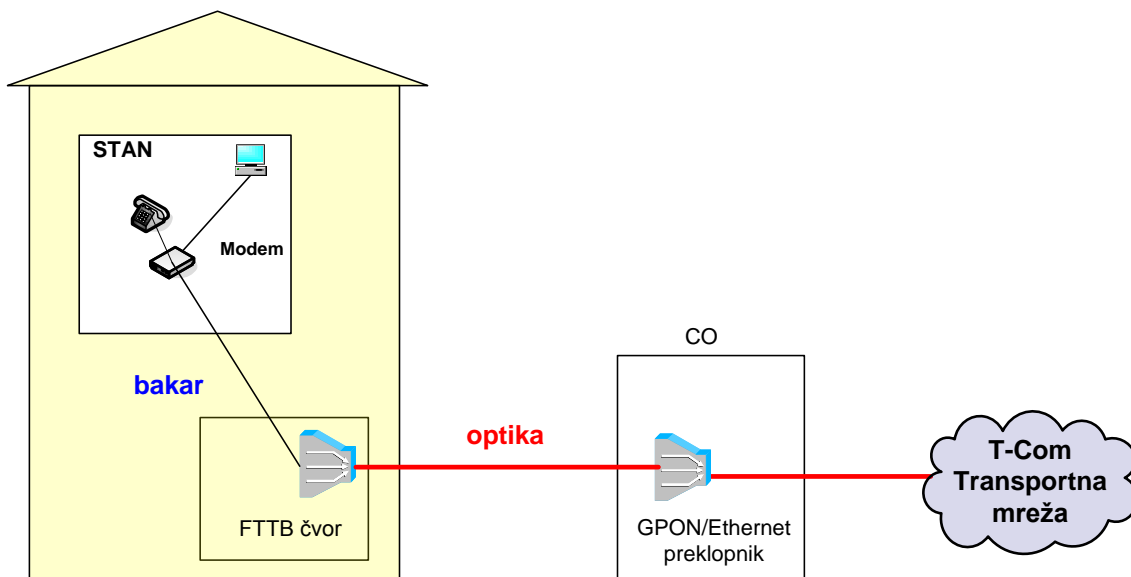 STAN
Modem
bakar
FTTB čvor
optika
CO
GPON/Ethernet
preklopnik
T-Com
Transportna
mreža